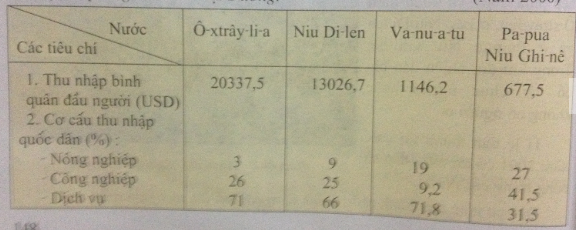 (Năm 2000)
Nước Ô-xtrây-li-a Niu Di-len Va-nu-a-tu Pa-pua
Các tiêu chí Niu Ghi-nê
1. Thu nhập bình 20337,5 13026,7 1146,2 677,5
quân đầu người (USD)
2. Cơ cấu thu nhập
quốc dân (%) :
- Nông nghiệp 3 9 19 27
- Công nghiệp 26 25 9,2 41,5
- Dịch vụ 71 66 71,8 31,5